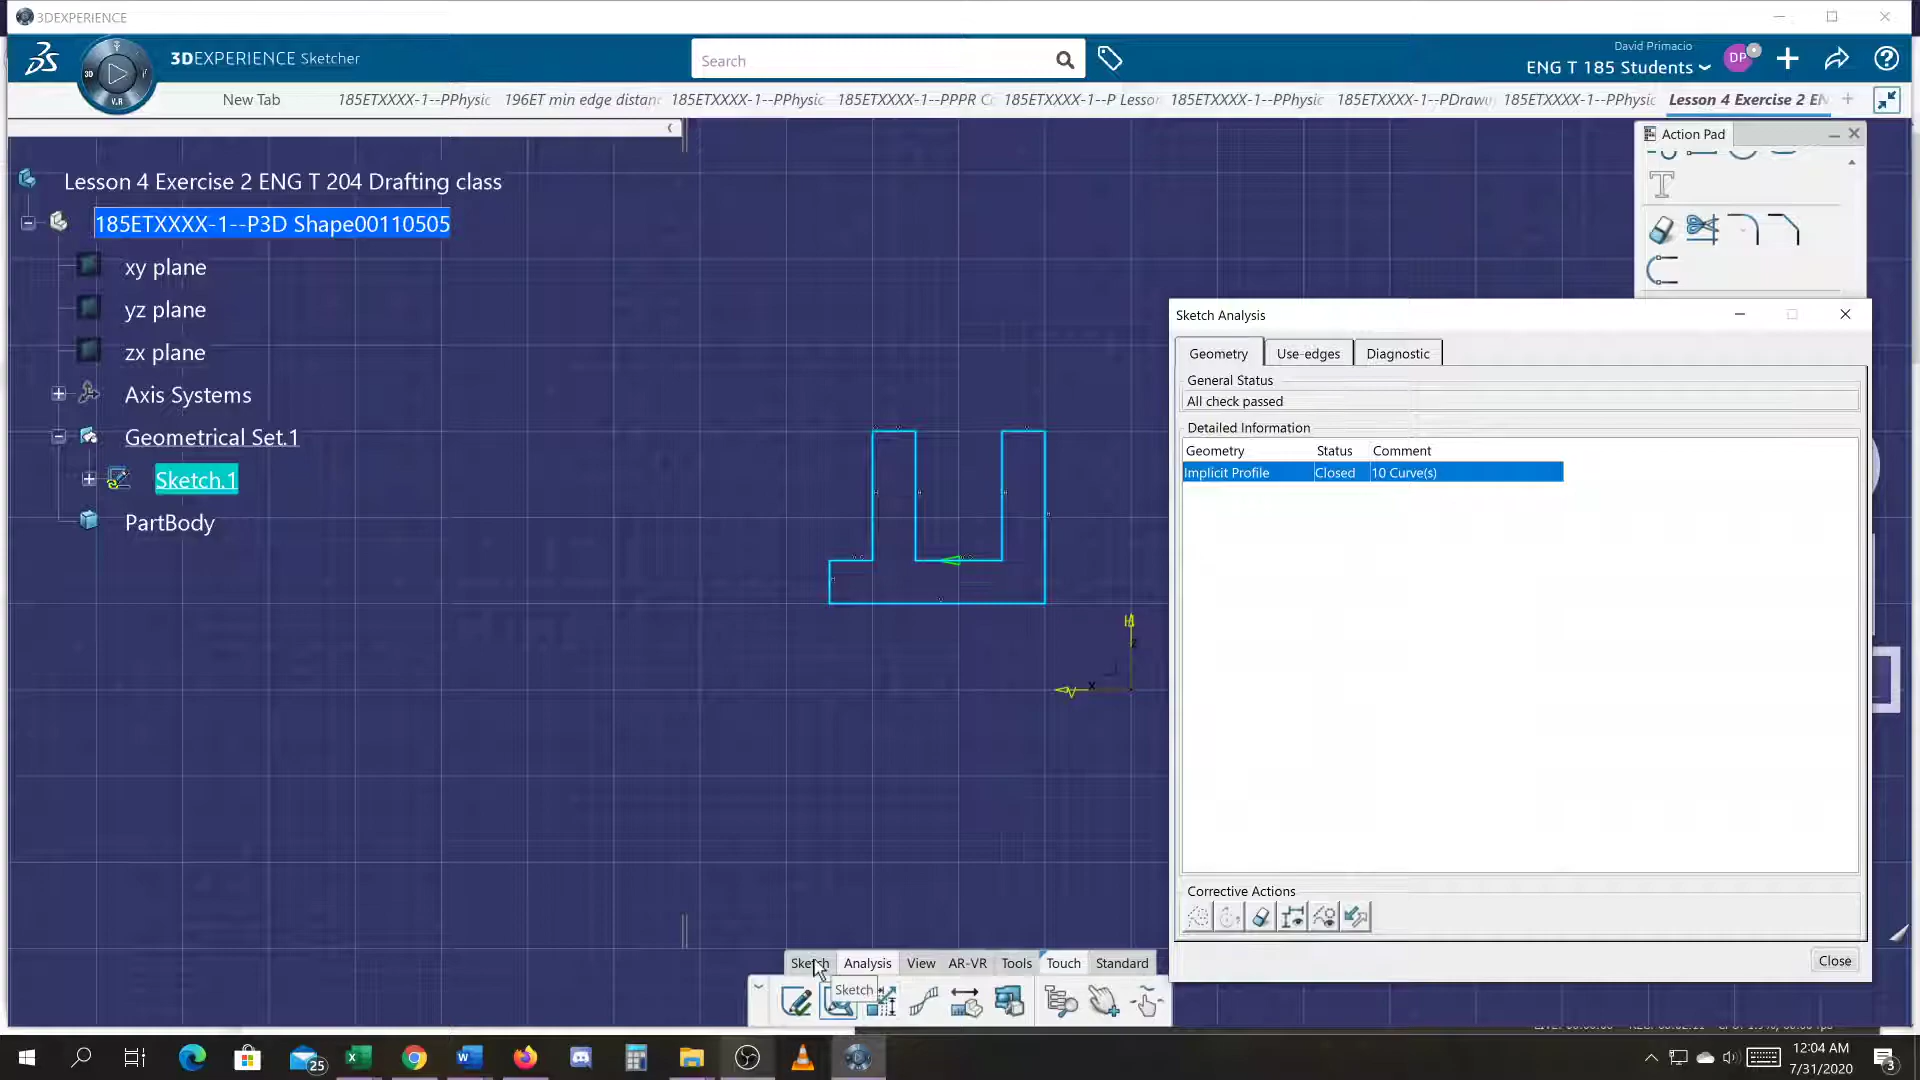 3DEXPERIENCE
3DEXPERIENCE Sketcher
Search
David Primacio
ENG T 185 Students
DP
3D
V.R
New Tab
185ETXXXX-1--PPhysic
196ET min edge distan
185ETXXXX-1--PPhysic
185ETXXXX-1--PPPR C
185ETXXXX-1--P Lesson
185ETXXXX-1--PPhysic
185ETXXXX-1--PDraw
185ETXXXX-1--PPhysic
Lesson 4 Exercise 2 EN
Action Pad
Lesson 4 Exercise 2 ENG T 204 Drafting class
185ETXXXX-1--P3D Shape00110505
xy plane
yz plane
zx plane
Axis Systems
Geometrical Set.1
Sketch.1
PartBody
H
z
x
V
Sketch Analysis
Geometry
Use-edges
Diagnostic
General Status
All check passed
Detailed Information
Geometry Status Comment
Implicit Profile Closed 10 Curve(s)
Corrective Actions
Close
Sketch
Analysis
View
AR-VR
Tools
Touch
Standard
Sketch
25
12:04 AM
7/31/2020
3